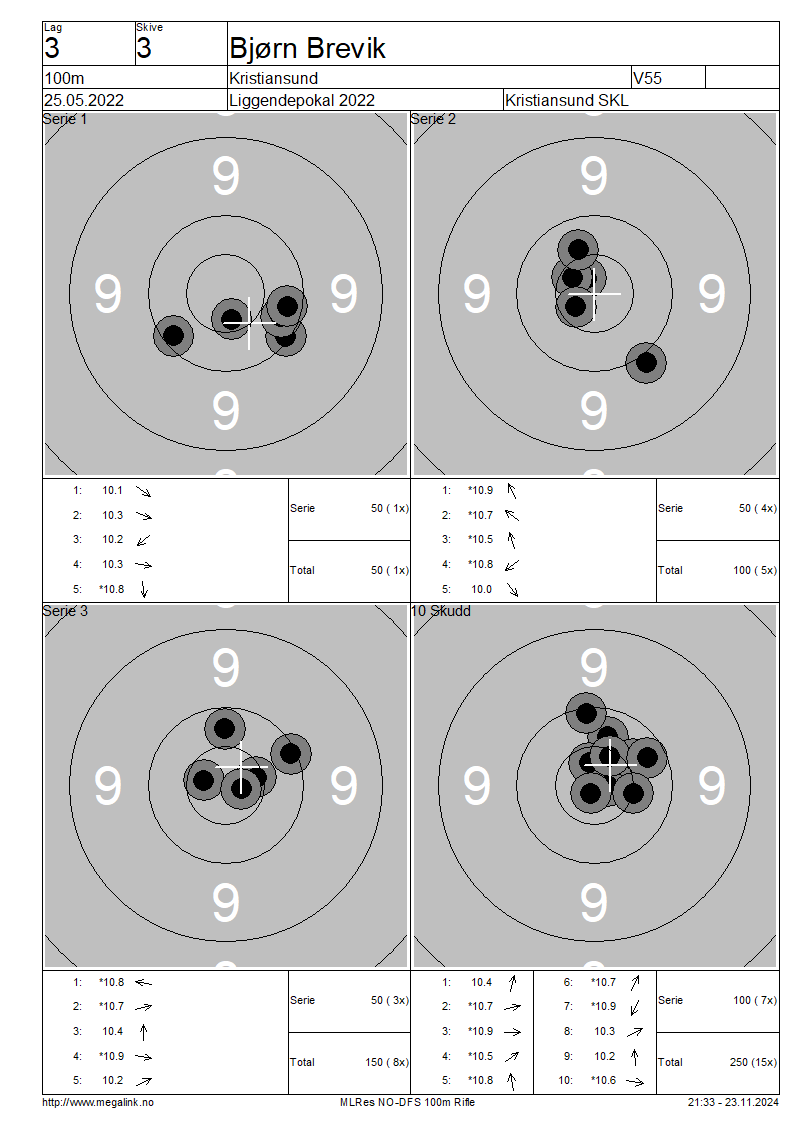 Lag Skive
3 3 Bjørn Brevik
100m Kristiansund V55
25.05.2022 Liggendepokal 2022 Kristiansund SKL
Serie 1 Serie 2
9 9
9 9 9 9
9 9
1: 10.1 1: *10.9
2: 10.3 Serie 50 ( 1x) 2: *10.7 Serie 50 ( 4x)
3: 10.2 3: *10.5
4: 10.3 Total 50 ( 1x) 4: *10.8 Total 100 ( 5x)
5: *10.8 5: 10.0
Serie 3 10 Skudd
9 9
9 9 9 9
9 9
1: *10.8 1: 10.4 6: *10.7
2: *10.7 Serie 50 ( 3x) 2: *10.7 7: *10.9 Serie 100 ( 7x)
3: 10.4 3: *10.9 8: 10.3
4: *10.9 Total 150 ( 8x) 4: *10.5 9: 10.2 Total 250 (15x)
5: 10.2 5: *10.8 10: *10.6
http://www.megalink.no MLRes NO-DFS 100m Rifle 21:33 - 23.11.2024